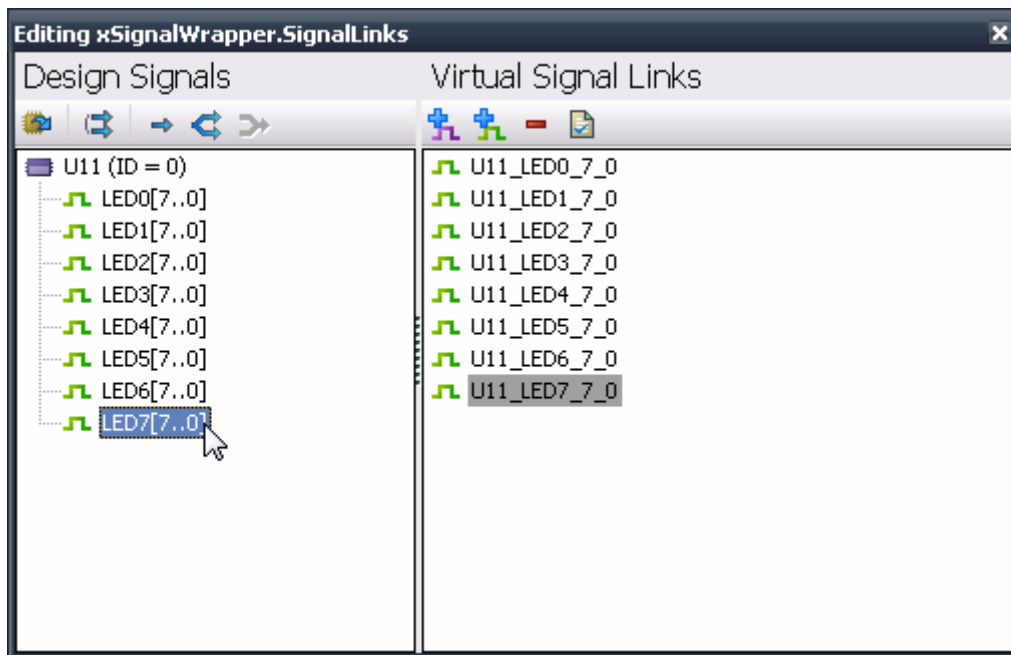 Editing xSignalWrapper.SignalLinks
Design Signals
U11 (ID = 0)
LED0[7..0]
LED1[7..0]
LED2[7..0]
LED3[7..0]
LED4[7..0]
LED5[7..0]
LED6[7..0]
LED7[7..0]
Virtual Signal Links
U11_LED0_7_0
U11_LED1_7_0
U11_LED2_7_0
U11_LED3_7_0
U11_LED4_7_0
U11_LED5_7_0
U11_LED6_7_0
U11_LED7_7_0